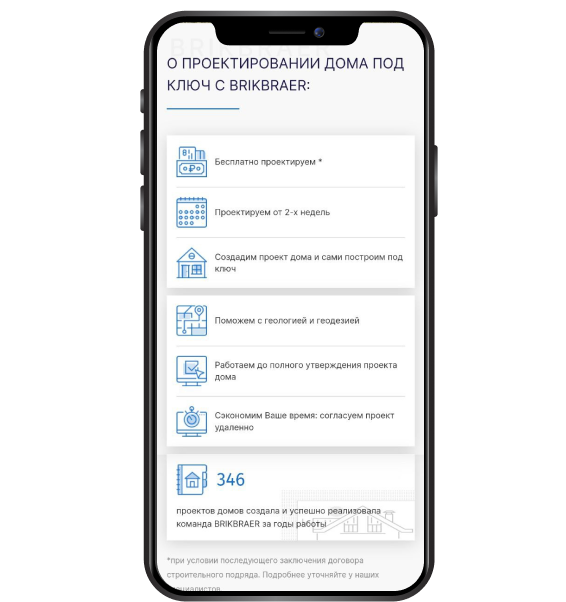 BRIKBRAER
О ПРОЕКТИРОВАНИИ ДОМА ПОД
КЛЮЧ С BRIKBRAER:
Бесплатно проектируем *
Проектируем от 2-х недель
Создадим проект дома и сами построим под
ключ
Поможем с геологией и геодезией
Работаем до полного утверждения проекта
дома
Сэкономим Ваше время: согласуем проект
удаленно
346
проектов домов создала и успешно реализовала
команда BRIKBRAER за годы работы
*при условии последующего заключения договора
строительного подряда. Подробнее уточняйте у наших
специалистов